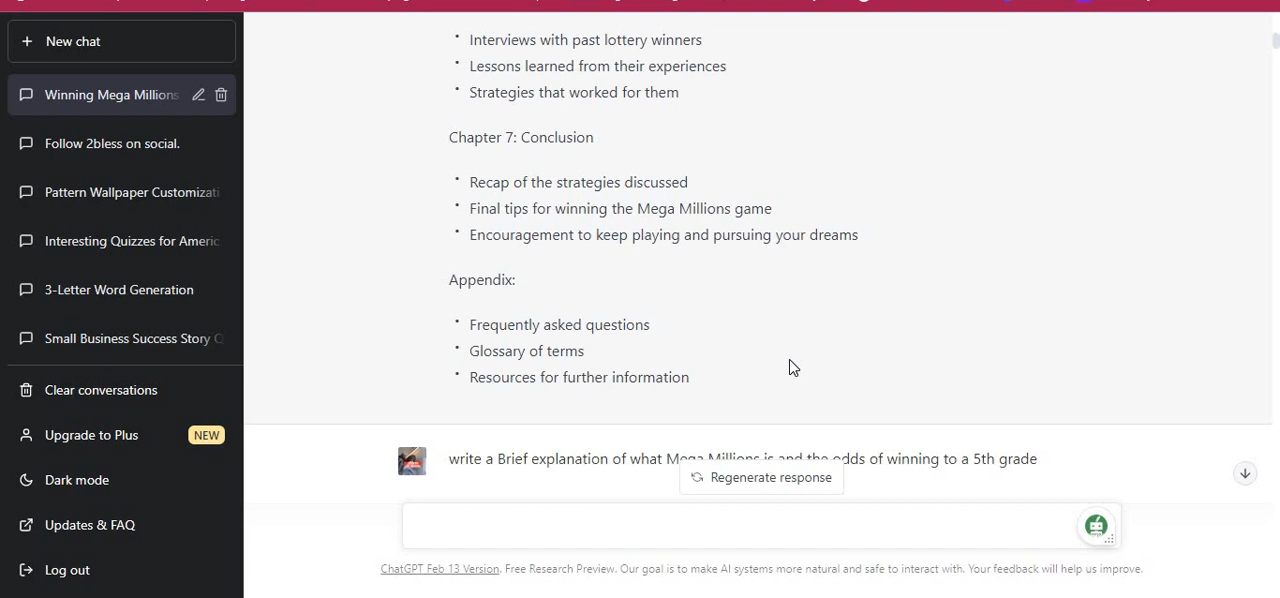 New chat
Winning Mega Millions
Follow 2bless on social.
Pattern Wallpaper Customizati
Interesting Quizzes for Americ
3-Letter Word Generation
Small Business Success Story Q
Clear conversations
Upgrade to Plus NEW
Dark mode
Updates & FAQ
Log out
• Interviews with past lottery winners
• Lessons learned from their experiences
• Strategies that worked for them
Chapter 7: Conclusion
• Recap of the strategies discussed
• Final tips for winning the Mega Millions game
• Encouragement to keep playing and pursuing your dreams
Appendix:
• Frequently asked questions
• Glossary of terms
• Resources for further information
write a Brief explanation of what Mega Millions is and the odds of winning to a 5th grade
Regenerate response
ChatGPT Feb 13 Version. Free Research Preview. Our goal is to make AI systems more natural and safe to interact with. Your feedback will help us improve.